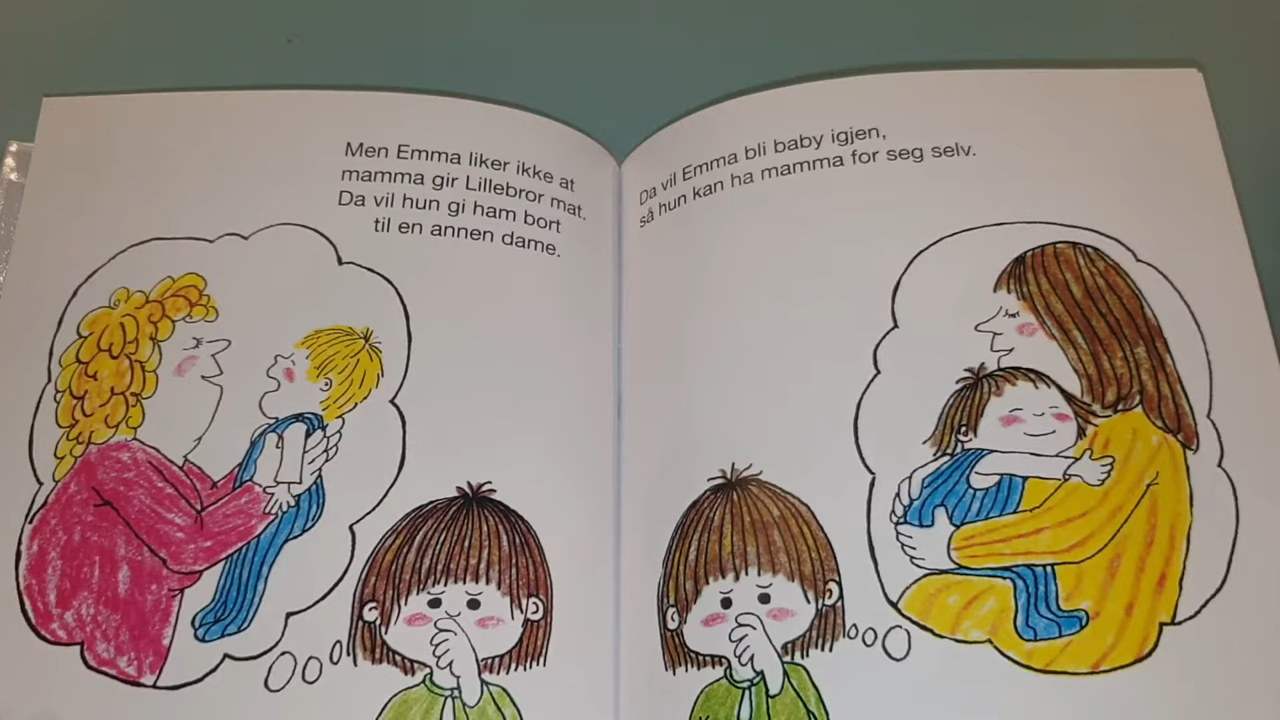 Men Emma liker ikke at
mamma gir Lillebror mat.
Da vil hun gi ham bort
til en annen dame.
Da vil Emma bli baby igjen,
så hun kan ha mamma for seg selv.